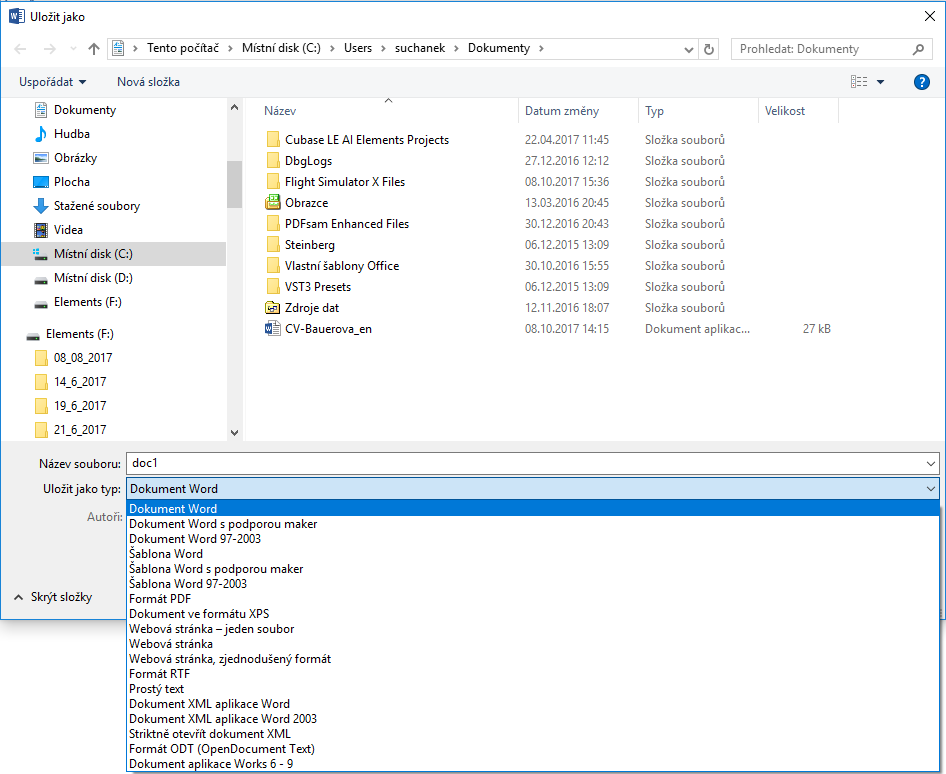 Uložit jako
Tento počítač > Místní disk (C:) > Users > suchanek > Dokumenty >
Prohledat: Dokumenty
Uspořádat
Nová složka
?
Dokumenty
Hudba
Obrázky
Plocha
Stažené soubory
Videa
Místní disk (C:)
Místní disk (D:)
Elements (F:)
Elements (F:)
08_08_2017
14_6_2017
19_6_2017
21_6_2017
Název Datum změny Typ Velikost
Cubase LE AI Elements Projects 22.04.2017 11:45 Složka souborů
DbgLogs 27.12.2016 12:12 Složka souborů
Flight Simulator X Files 08.10.2017 15:36 Složka souborů
Obrazce 13.03.2016 20:45 Složka souborů
PDFsam Enhanced Files 30.12.2016 20:43 Složka souborů
Steinberg 06.12.2015 13:09 Složka souborů
Vlastní šablony Office 30.10.2016 15:55 Složka souborů
VST3 Presets 06.12.2015 13:09 Složka souborů
Zdroje dat 12.11.2016 18:07 Složka souborů
CV-Bauerova_en 08.10.2017 14:15 Dokument aplikac... 27 kB
Název souboru: doc1
Uložit jako typ: Dokument Word
Autoři:
Dokument Word
Dokument Word s podporou maker
Dokument Word 97-2003
Šablona Word
Šablona Word s podporou maker
Šablona Word 97-2003
Formát PDF
Dokument ve formátu XPS
Webová stránka – jeden soubor
Webová stránka
Webová stránka, zjednodušený formát
Formát RTF
Prostý text
Dokument XML aplikace Word
Dokument XML aplikace Word 2003
Striktně otevřít dokument XML
Formát ODT (OpenDocument Text)
Dokument aplikace Works 6 - 9
Skrýt složky